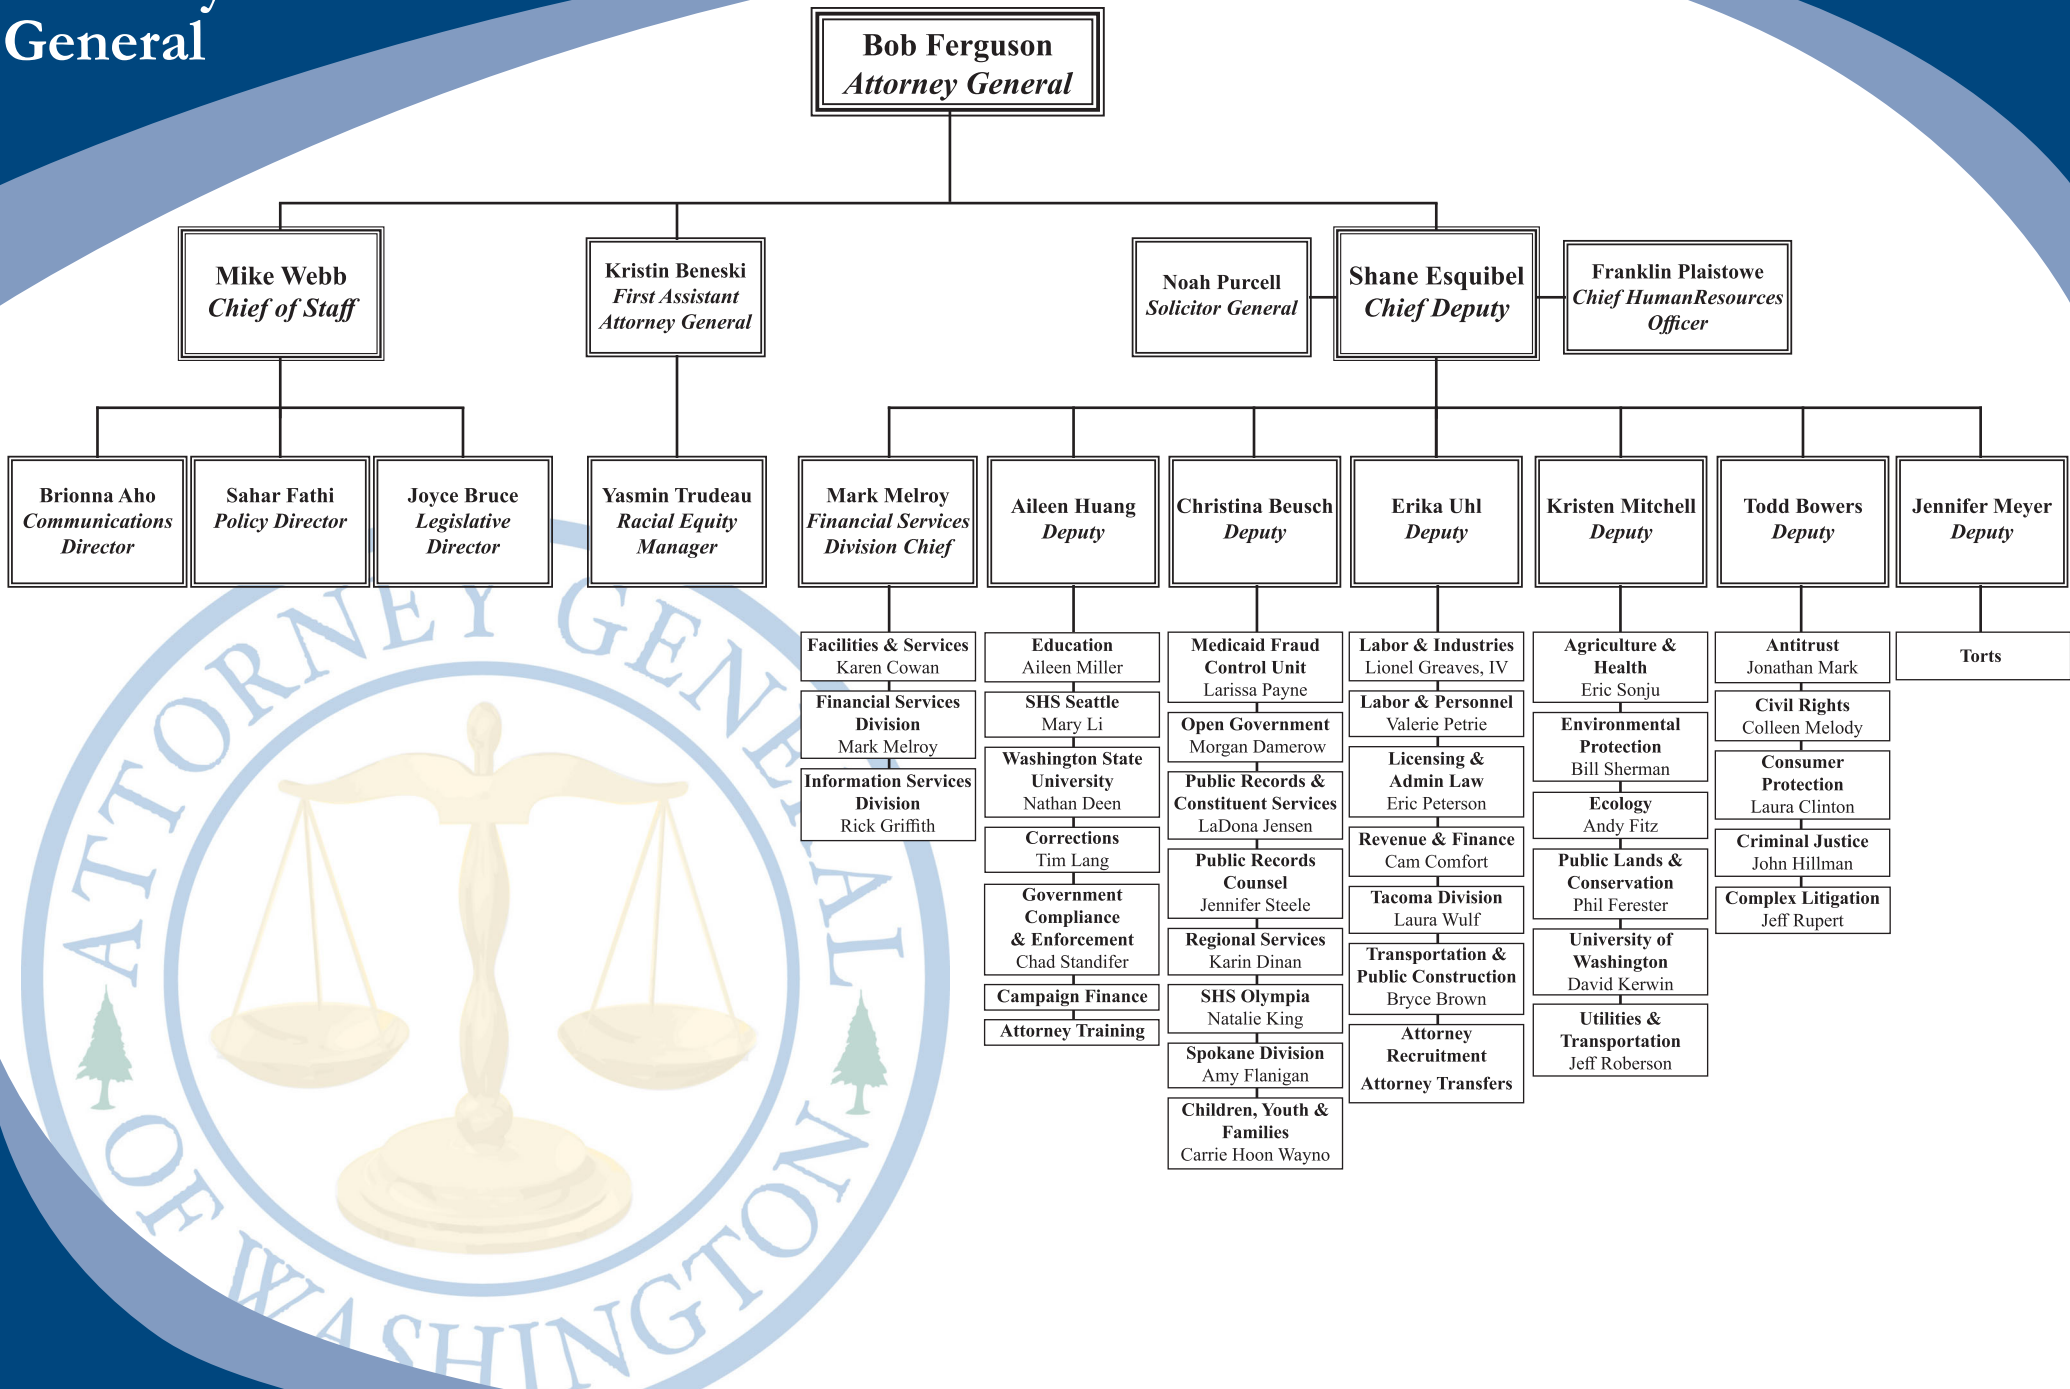 General
Bob Ferguson
Attorney General
Mike Webb
Chief of Staff
Kristin Beneski
First Assistant
Attorney General
Noah Purcell
Solicitor General
Shane Esquibel
Chief Deputy
Franklin Plaistowe
Chief HumanResources
Officer
Brionna Aho
Communications
Director
Sahar Fathi
Policy Director
Joyce Bruce
Legislative
Director
Yasmin Trudeau
Racial Equity
Manager
Mark Melroy
Financial Services
Division Chief
Aileen Huang
Deputy
Christina Beusch
Deputy
Erika Uhl
Deputy
Kristen Mitchell
Deputy
Todd Bowers
Deputy
Jennifer Meyer
Deputy
Facilities & Services
Karen Cowan
Financial Services
Division
Mark Melroy
Information Services
Division
Rick Griffith
Education
Aileen Miller
SHS Seattle
Mary Li
Washington State
University
Nathan Deen
Corrections
Tim Lang
Government
Compliance
& Enforcement
Chad Standifer
Campaign Finance
Attorney Training
Medicaid Fraud
Control Unit
Larissa Payne
Open Government
Morgan Damerow
Public Records &
Constituent Services
LaDona Jensen
Public Records
Counsel
Jennifer Steele
Regional Services
Karin Dinan
SHS Olympia
Natalie King
Spokane Division
Amy Flanigan
Children, Youth &
Families
Carrie Hoon Wayno
Labor & Industries
Lionel Greaves, IV
Labor & Personnel
Valerie Petrie
Licensing &
Admin Law
Eric Peterson
Revenue & Finance
Cam Comfort
Tacoma Division
Laura Wulf
Transportation &
Public Construction
Bryce Brown
Attorney
Recruitment
Attorney Transfers
Agriculture &
Health
Eric Sonju
Environmental
Protection
Bill Sherman
Ecology
Andy Fitz
Public Lands &
Conservation
Phil Ferester
University of
Washington
David Kerwin
Utilities &
Transportation
Jeff Roberson
Antitrust
Jonathan Mark
Civil Rights
Colleen Melody
Consumer
Protection
Laura Clinton
Criminal Justice
John Hillman
Complex Litigation
Jeff Rupert
Torts
ATTORNEY GENERAL
OF WASHINGTON